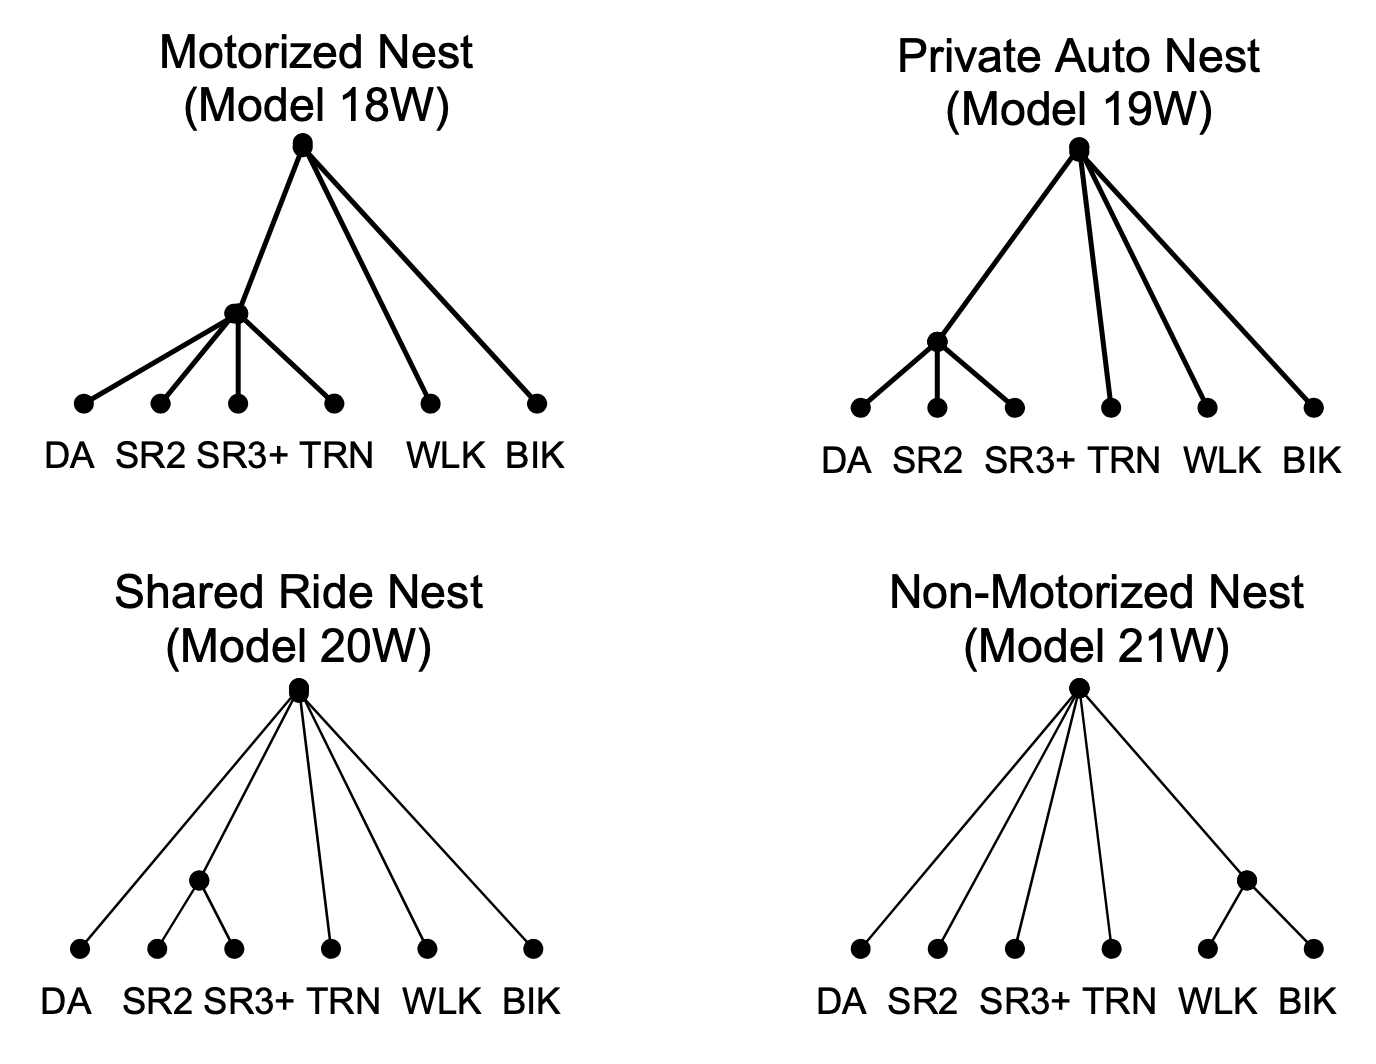 Motorized Nest
(Model 18W)
Private Auto Nest
(Model 19W)
DA SR2 SR3+ TRN WLK BIK
DA SR2 SR3+ TRN WLK BIK
Shared Ride Nest
(Model 20W)
Non-Motorized Nest
(Model 21W)
DA SR2 SR3+ TRN WLK BIK
DA SR2 SR3+ TRN WLK BIK